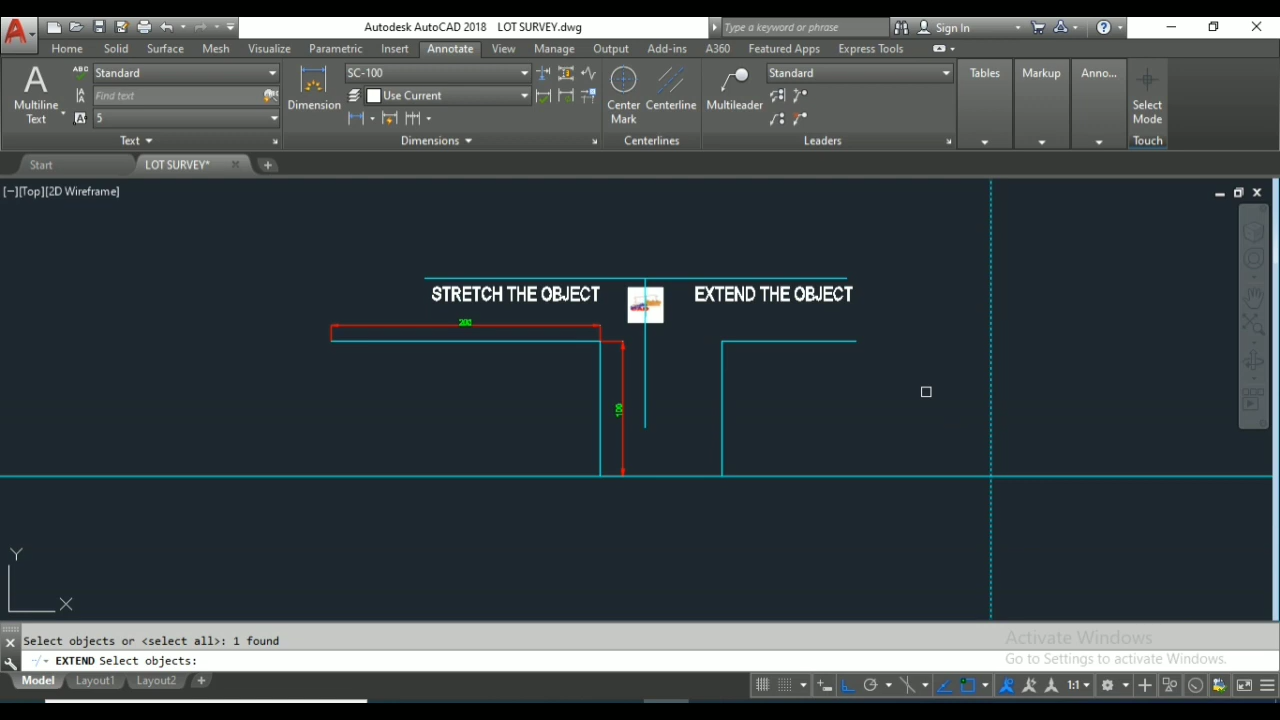 Autodesk AutoCAD 2018 LOT SURVEY.dwg
Type a keyword or phrase
Sign In
Home Solid Surface Mesh Visualize Parametric Insert Annotate View Manage Output Add-ins A360 Featured Apps Express Tools
Multiline Text
Standard
Find text
5
Text
Dimension
SC-100
Use Current
Dimensions
Center Mark
Centerline
Centerlines
Multileader
Standard
Leaders
Tables
Markup
Anno...
Select Mode
Touch
Start
LOT SURVEY*
[−][Top][2D Wireframe]
STRETCH THE OBJECT
EXTEND THE OBJECT
200
100
Y
X
Select objects or <select all>: 1 found
EXTEND Select objects:
Activate Windows
Go to Settings to activate Windows.
Model Layout1 Layout2 +
1:1